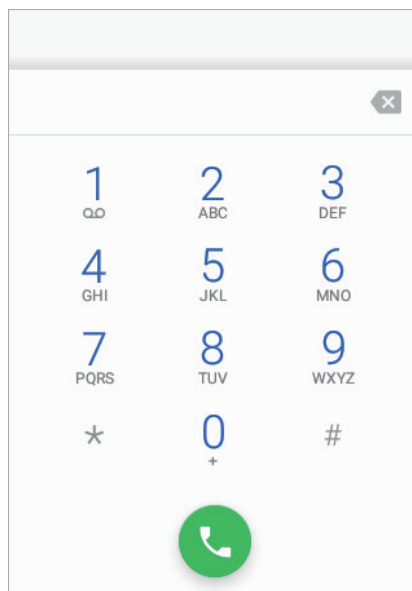 1 2 3
ABC DEF
4 5 6
GHI JKL MNO
7 8 9
PQRS TUV WXYZ
* 0 #
+